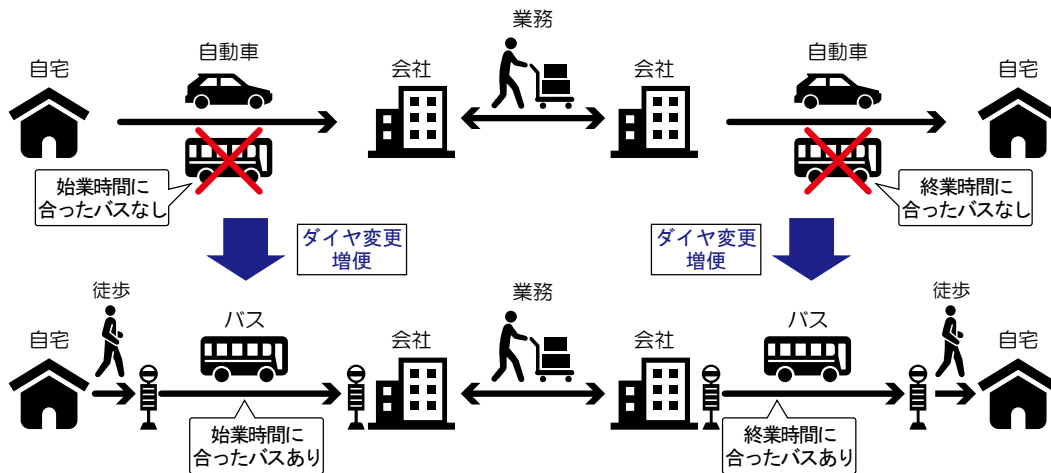 自宅
自動車
会社
業務
会社
自動車
自宅
始業時間に
合ったバスなし
終業時間に
合ったバスなし
ダイヤ変更
増便
ダイヤ変更
増便
自宅
徒歩
バス
会社
業務
会社
バス
徒歩
自宅
始業時間に
合ったバスあり
終業時間に
合ったバスあり